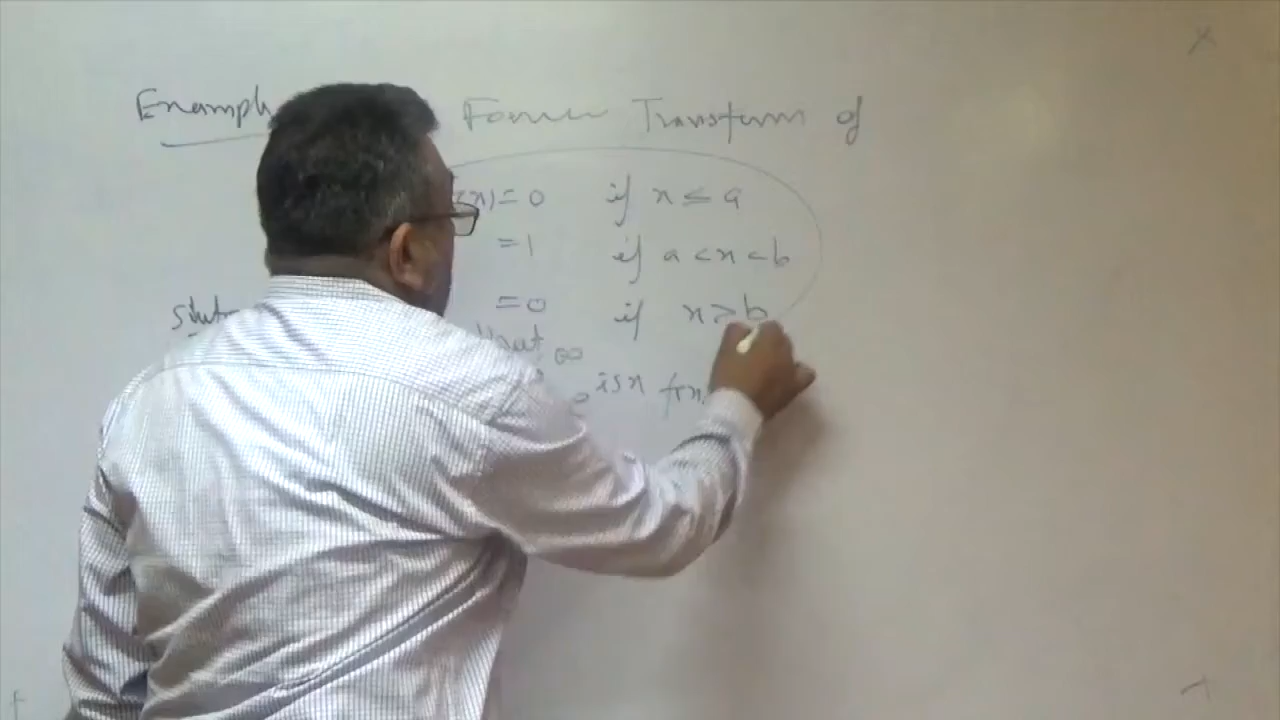 Example Fourier Transform of
f(x)=0 if x ≤ a
=1 if a < x < b
=0 if x ≥ b
∞
e^isx f(x)